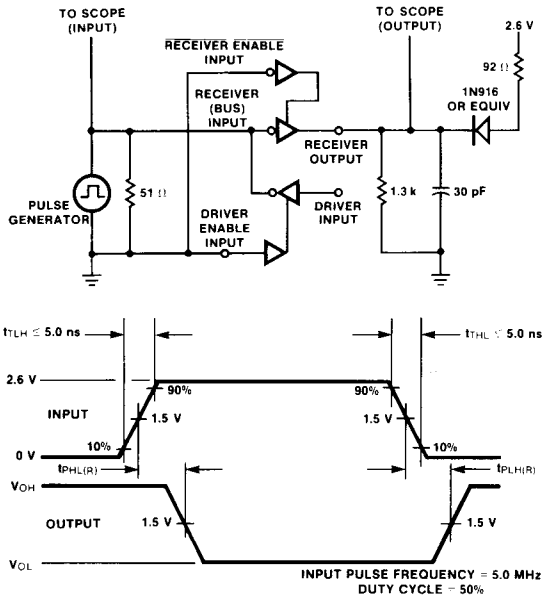 TO SCOPE
(INPUT)
RECEIVER ENABLE
INPUT
TO SCOPE
(OUTPUT)
2.6 V
92 Ω
1N916
OR EQUIV
RECEIVER
(BUS)
INPUT
RECEIVER
OUTPUT
51 Ω
PULSE
GENERATOR
DRIVER
ENABLE
INPUT
DRIVER
INPUT
1.3 k
30 pF
tTLH ≤ 5.0 ns
tTHL ≤ 5.0 ns
2.6 V
90%
90%
INPUT
1.5 V
1.5 V
10%
10%
0 V
tPHL(R)
tPLH(R)
VOH
OUTPUT
1.5 V
1.5 V
VOL
INPUT PULSE FREQUENCY = 5.0 MHz
DUTY CYCLE = 50%